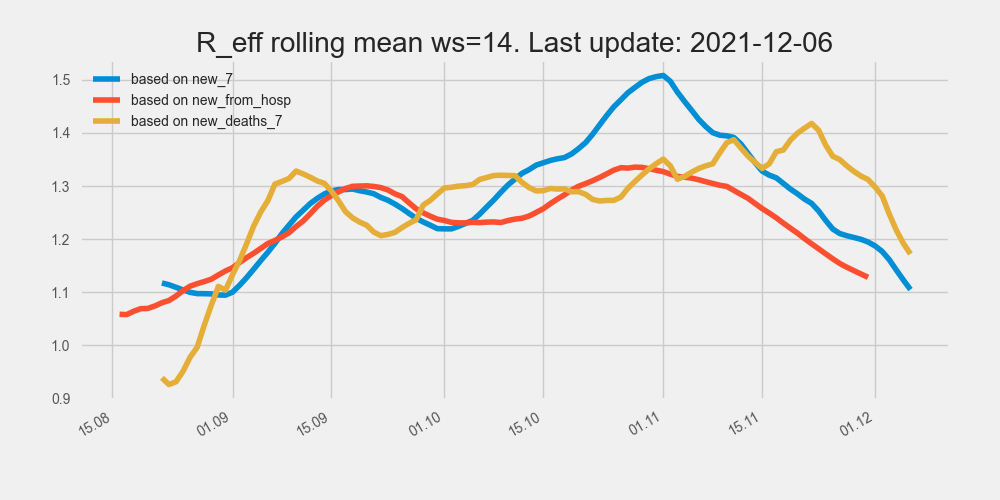 R_eff rolling mean ws=14. Last update: 2021-12-06
based on new_7
based on new_from_hosp
based on new_deaths_7
1.5
1.4
1.3
1.2
1.1
1.0
0.9
15.08 01.09 15.09 01.10 15.10 01.11 15.11 01.12